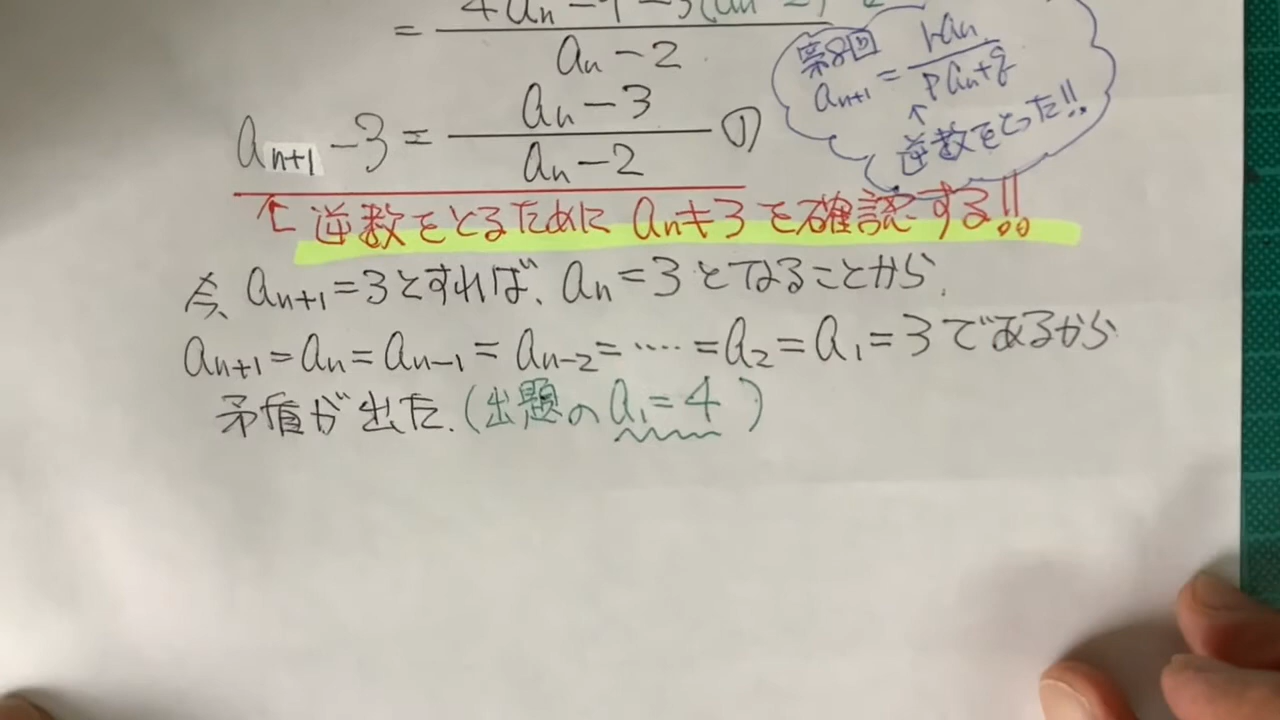 = 4an-9-3(an-2) / an-2
第8回
an+1 = ran / pan+q
↑
逆数をとった!!
an+1 -3 = an-3 / an-2 ①
↑ 逆数をとるために an≠3 を確認する!!
今、an+1=3とすれば、an=3となることから、
an+1=an=an-1=an-2=‥‥=a2=a1=3であるから
矛盾が出た.(出題のa1=4)